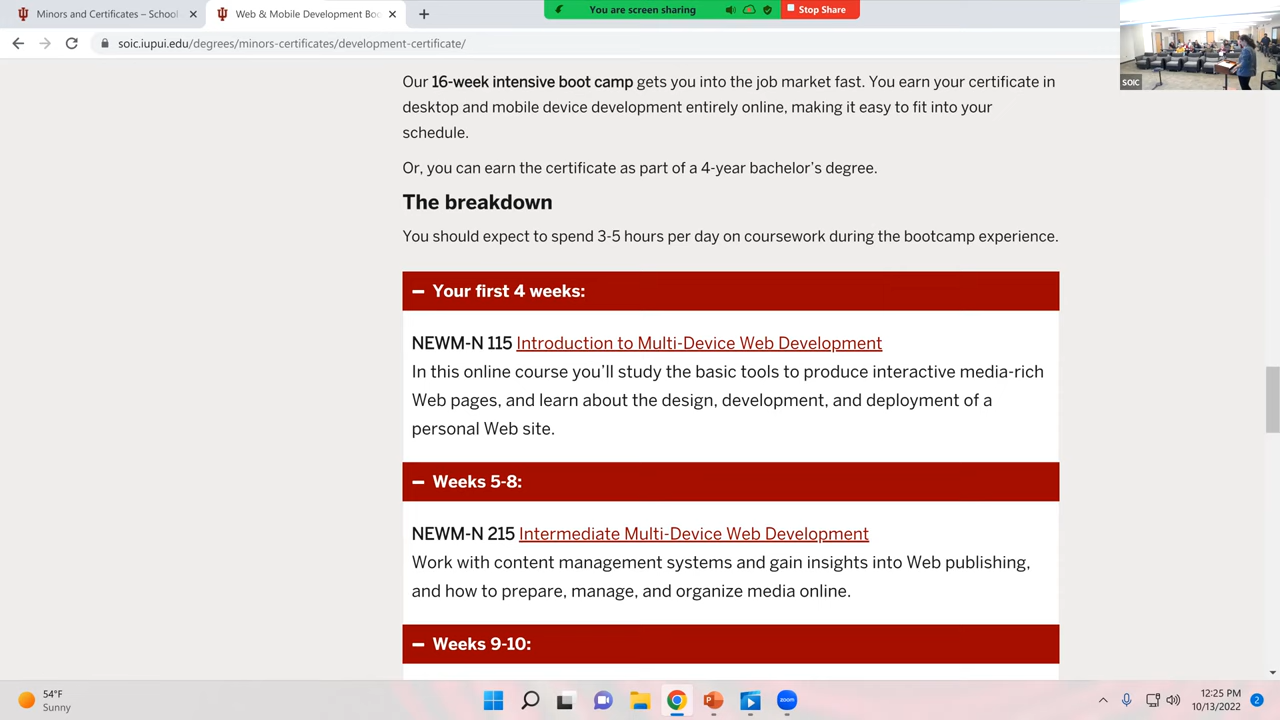 Minors and Certificates – School
Web & Mobile Development Boo
You are screen sharing
Stop Share
soic.iupui.edu/degrees/minors-certificates/development-certificate/
SOIC
Our 16-week intensive boot camp gets you into the job market fast. You earn your certificate in
desktop and mobile device development entirely online, making it easy to fit into your
schedule.
Or, you can earn the certificate as part of a 4-year bachelor's degree.
The breakdown
You should expect to spend 3-5 hours per day on coursework during the bootcamp experience.
Your first 4 weeks:
NEWM-N 115 Introduction to Multi-Device Web Development
In this online course you'll study the basic tools to produce interactive media-rich
Web pages, and learn about the design, development, and deployment of a
personal Web site.
Weeks 5-8:
NEWM-N 215 Intermediate Multi-Device Web Development
Work with content management systems and gain insights into Web publishing,
and how to prepare, manage, and organize media online.
Weeks 9-10:
54°F
Sunny
zoom
12:25 PM
10/13/2022
2